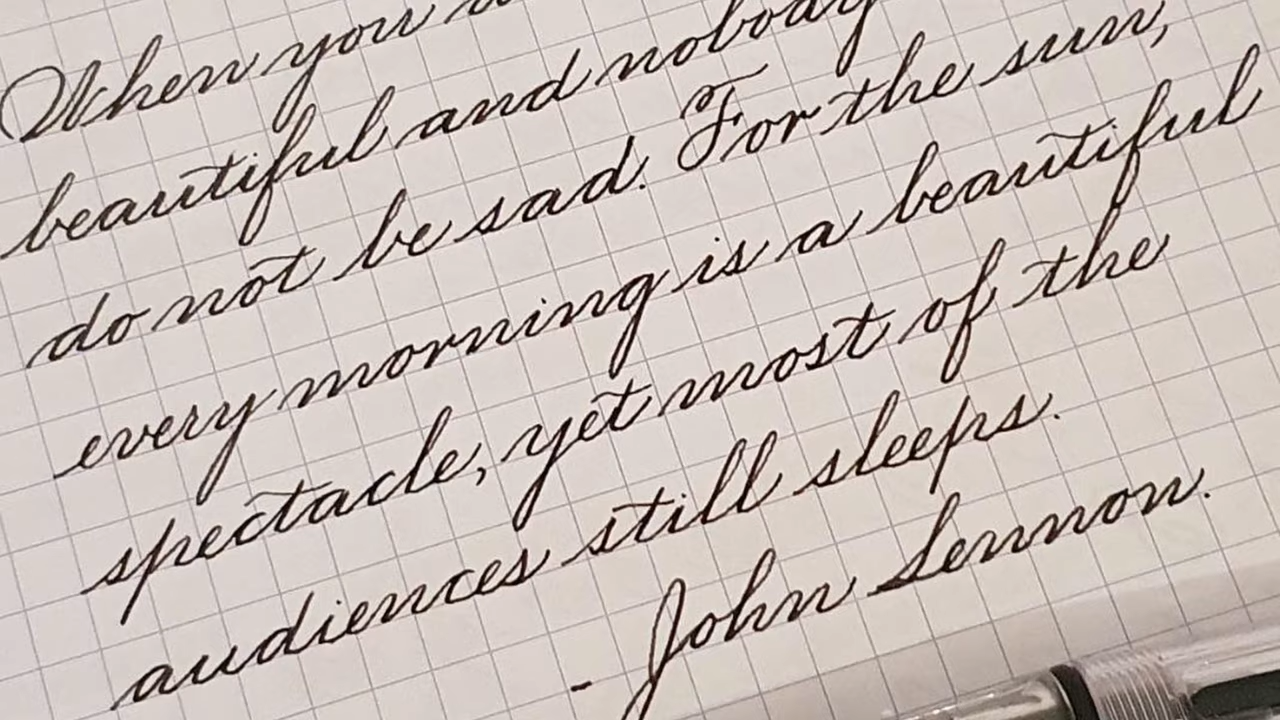 When you
beautiful and nobody
do not be sad. For the sun,
every morning is a beautiful
spectacle, yet most of the
audiences still sleeps.
- John Lennon.